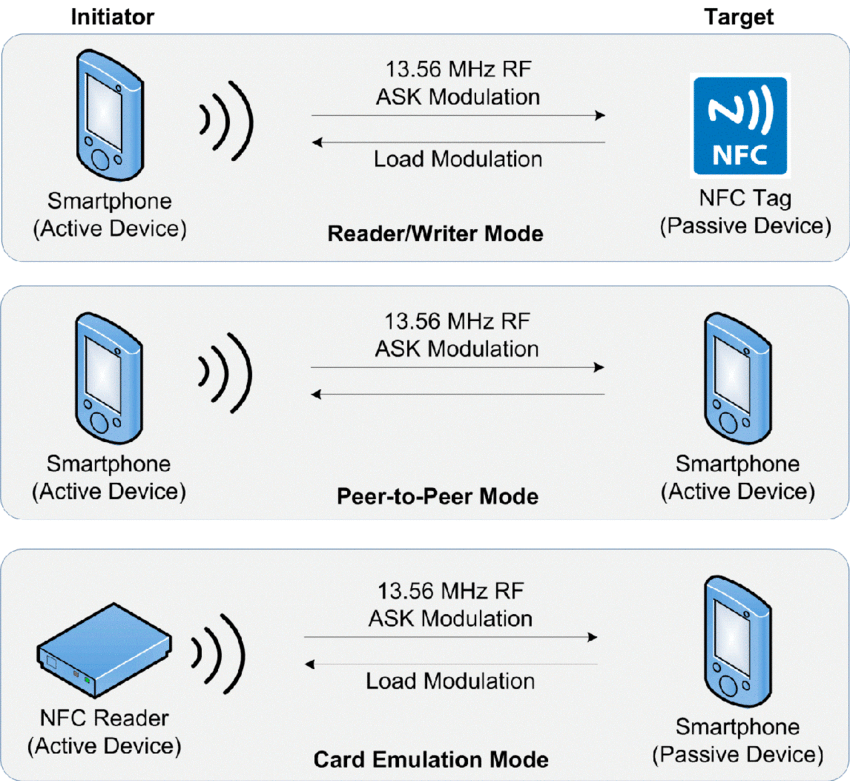 Initiator
Target
13.56 MHz RF
ASK Modulation
Load Modulation
NFC
Smartphone
(Active Device)
NFC Tag
(Passive Device)
Reader/Writer Mode
13.56 MHz RF
ASK Modulation
Smartphone
(Active Device)
Smartphone
(Active Device)
Peer-to-Peer Mode
13.56 MHz RF
ASK Modulation
Load Modulation
NFC Reader
(Active Device)
Smartphone
(Passive Device)
Card Emulation Mode